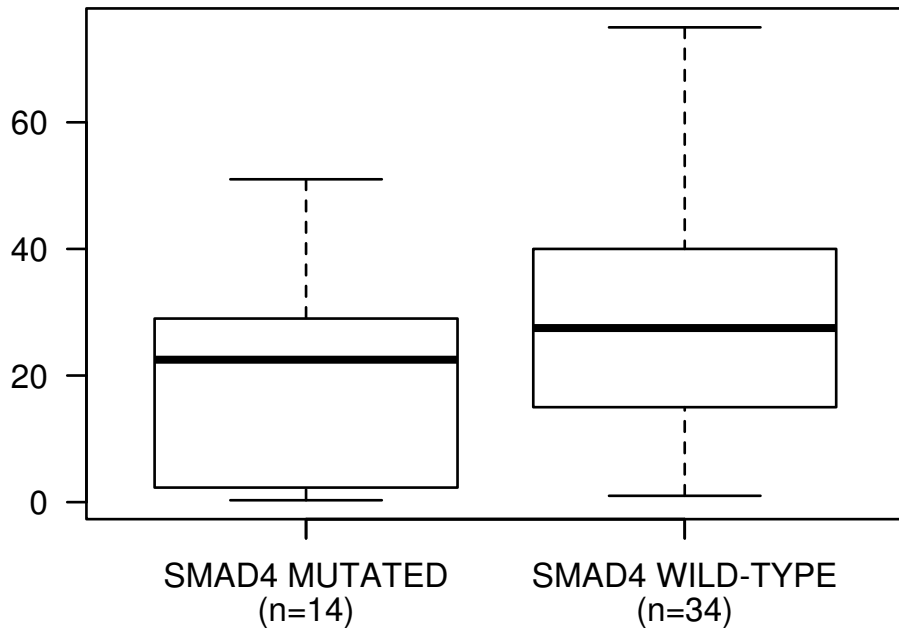 60
40
20
0
SMAD4 MUTATED
(n=14)
SMAD4 WILD-TYPE
(n=34)